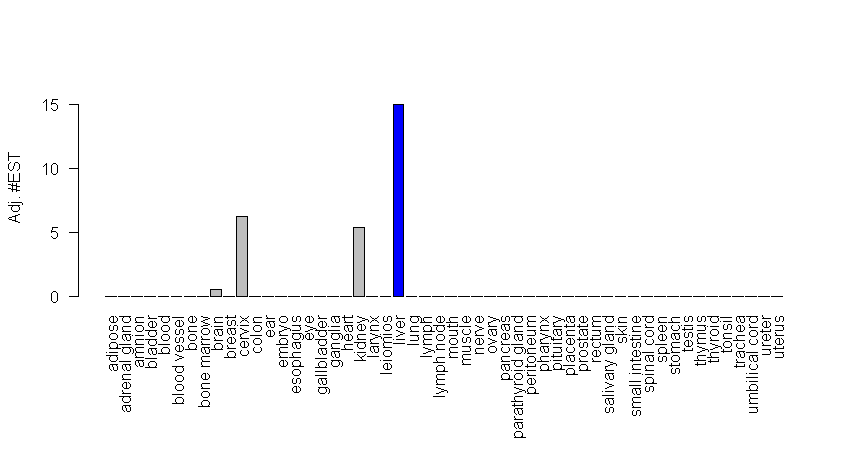 15
10
5
0
Adj. #EST
adipose
adrenal gland
amnion
bladder
blood
blood vessel
bone
bone marrow
brain
breast
cervix
colon
ear
embryo
esophagus
eye
gallbladder
ganglia
heart
kidney
larynx
leiomios
liver
lung
lymph
lymph node
mouth
muscle
nerve
ovary
pancreas
parathyroid gland
peritoneum
pharynx
pituitary
placenta
prostate
rectum
salivary gland
skin
small intestine
spinal cord
spleen
stomach
testis
thymus
thyroid
tonsil
trachea
umbilical cord
ureter
uterus